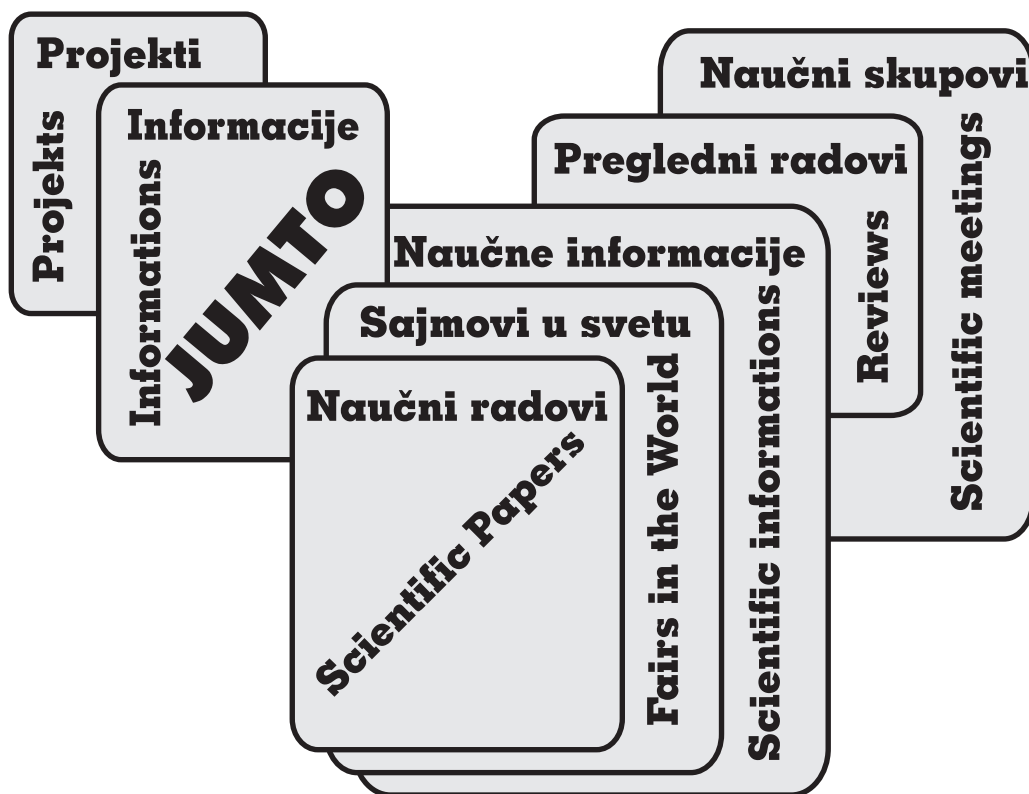 Projekti
Projekts
Informacije
Informations
JUMTO
Naučni skupovi
Scientific meetings
Pregledni radovi
Reviews
Naučne informacije
Scientific informations
Sajmovi u svetu
Fairs in the World
Naučni radovi
Scientific Papers